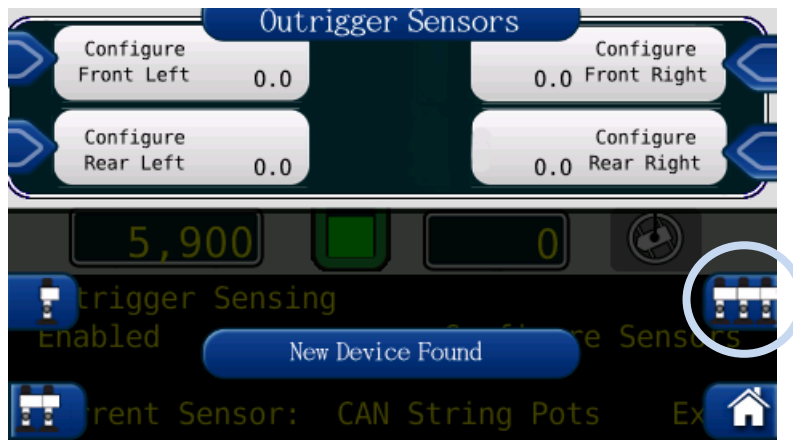 Outrigger Sensors
Configure
Front Left 0.0
Configure
0.0 Front Right
Configure
Rear Left 0.0
Configure
0.0 Rear Right
5,900
0
trigger Sensing
Enabled
re Sensors
New Device Found
rrent Sensor: CAN String Pots Ex